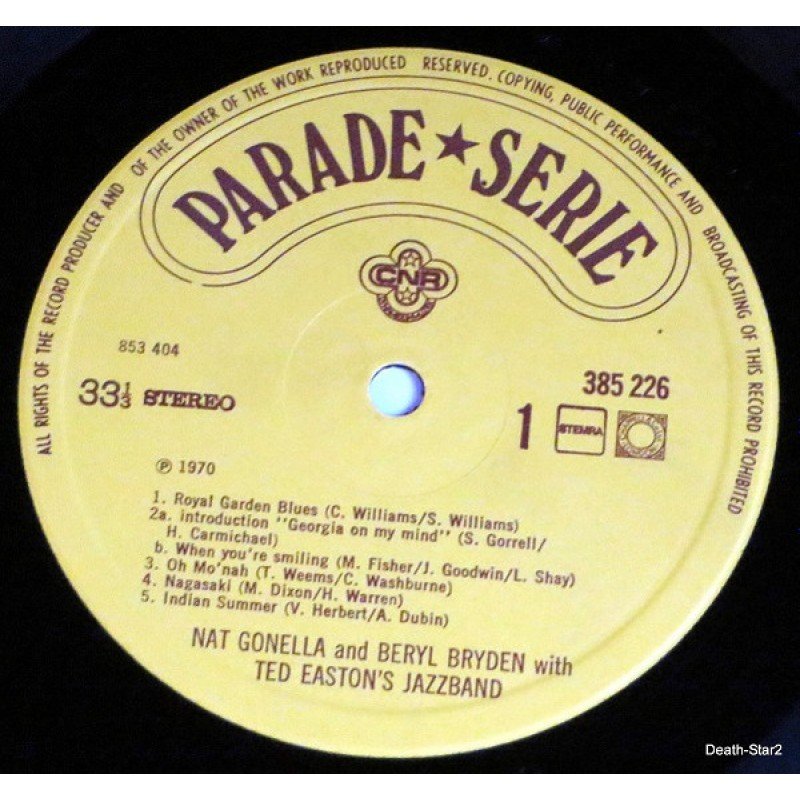 ALL RIGHTS OF THE RECORD PRODUCER AND OF THE OWNER OF THE WORK REPRODUCED RESERVED. COPYING, PUBLIC PERFORMANCE AND BROADCASTING OF THIS RECORD PROHIBITED
PARADE★SERIE
CNR
853 404
33⅓ STEREO
385 226
1 STEMRA
℗ 1970
1. Royal Garden Blues (C. Williams/S. Williams)
2a. introduction "Georgia on my mind" (S. Gorrell/
H. Carmichael)
b. When you're smiling (M. Fisher/J. Goodwin/L. Shay)
3. Oh Mo'nah (T. Weems/C. Washburne)
4. Nagasaki (M. Dixon/H. Warren)
5. Indian Summer (V. Herbert/A. Dubin)
NAT GONELLA and BERYL BRYDEN with
TED EASTON'S JAZZBAND
Death-Star2